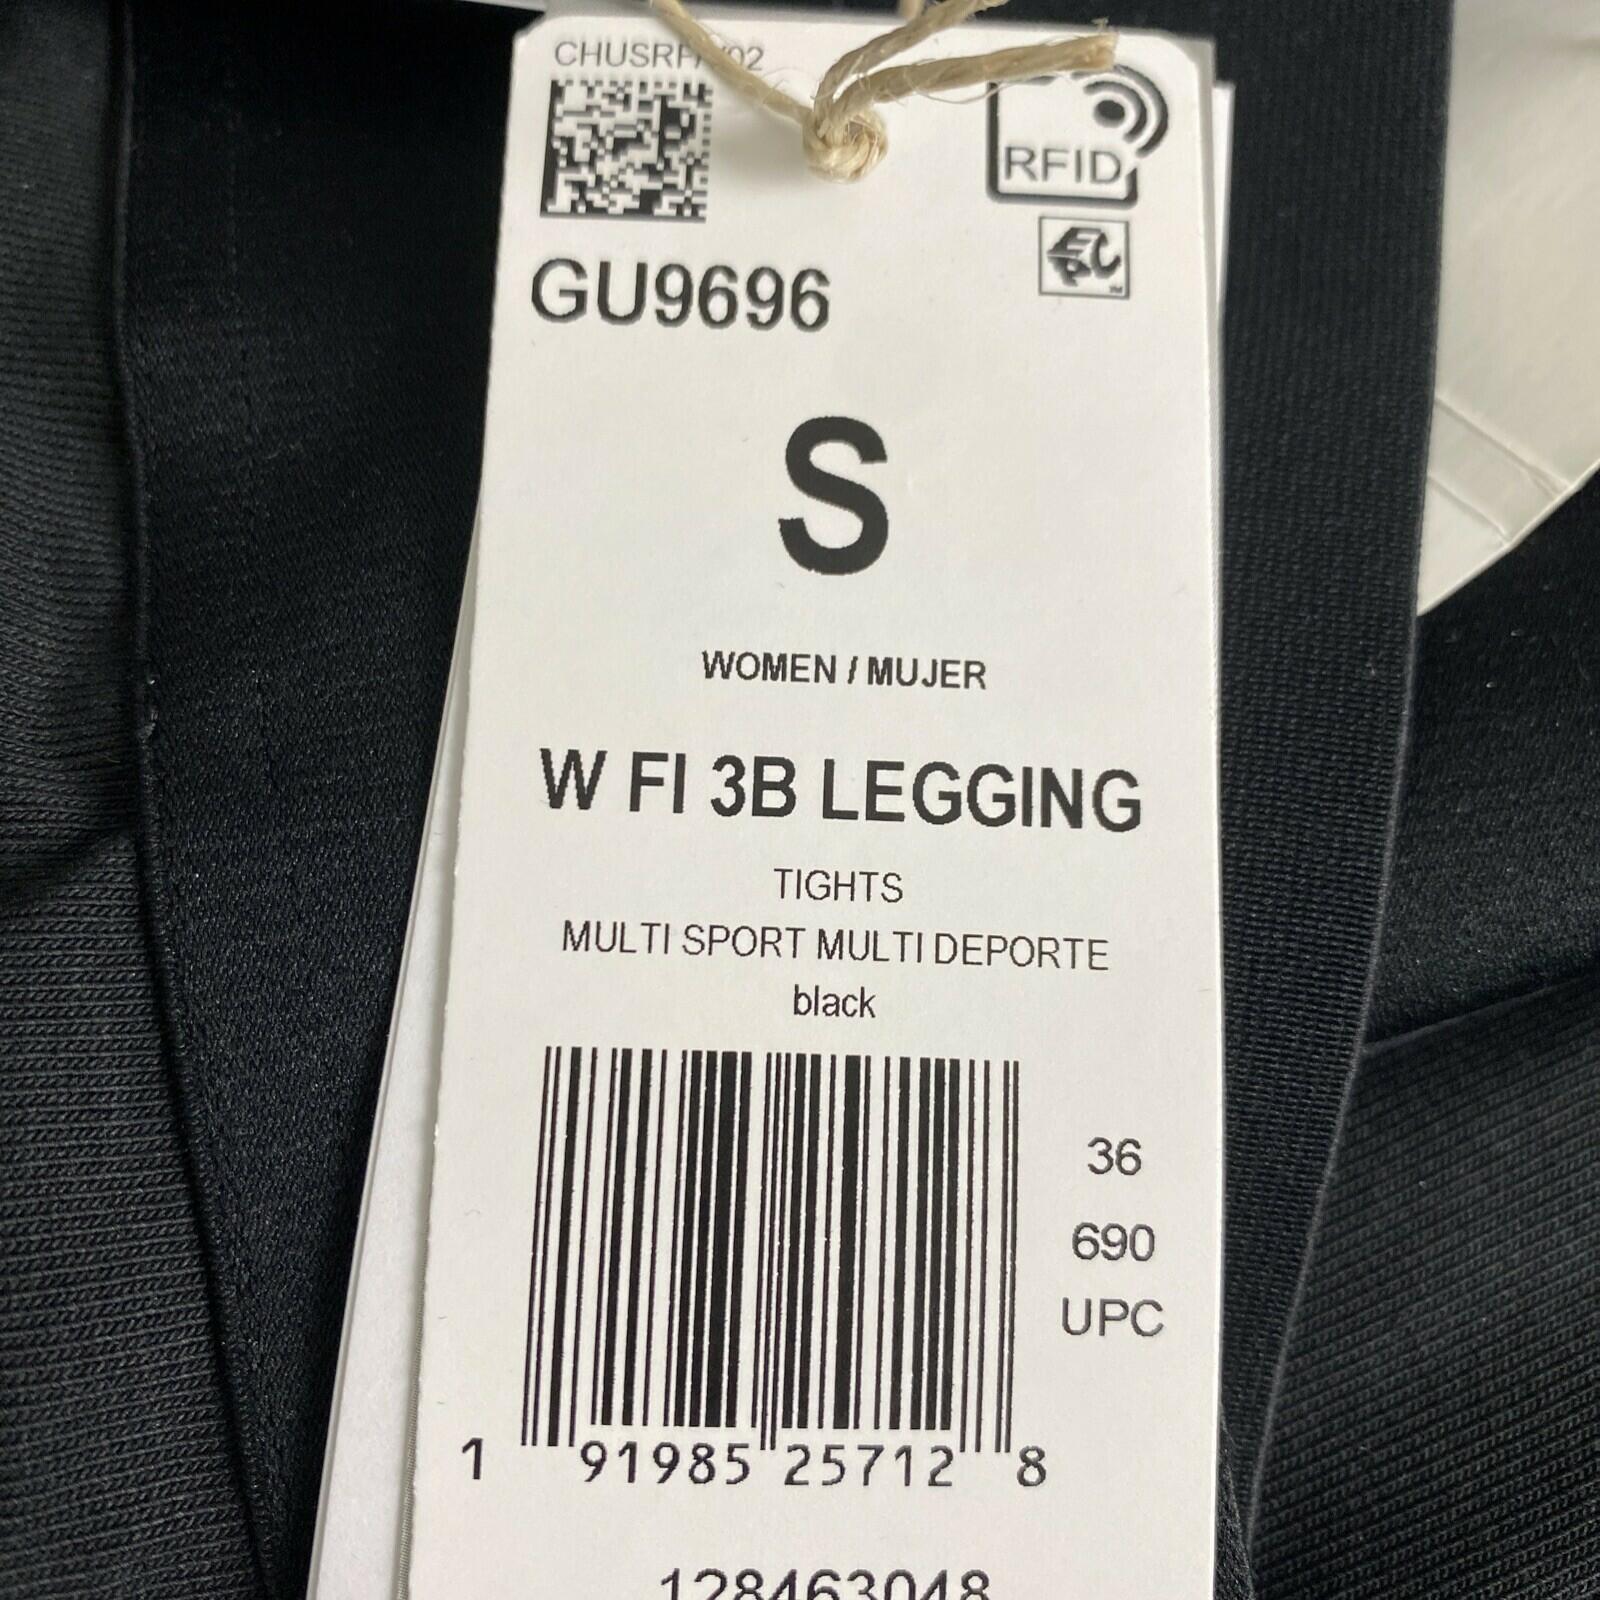 RFID
GU9696
S
WOMEN / MUJER
W FI 3B LEGGING
TIGHTS
MULTI SPORT MULTI DEPORTE
black
36
690
UPC
1 91985 25712 8
128463048